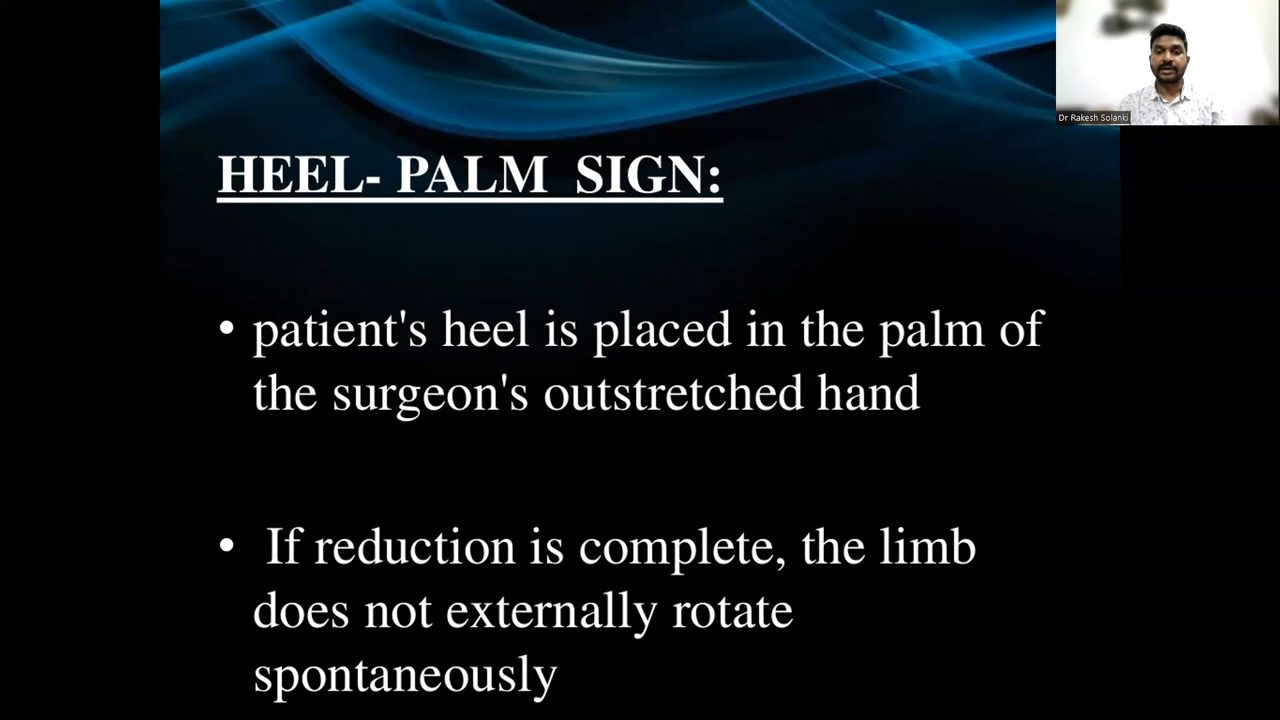 Dr Rakesh Solanki
HEEL- PALM SIGN:
• patient's heel is placed in the palm of
the surgeon's outstretched hand
• If reduction is complete, the limb
does not externally rotate
spontaneously